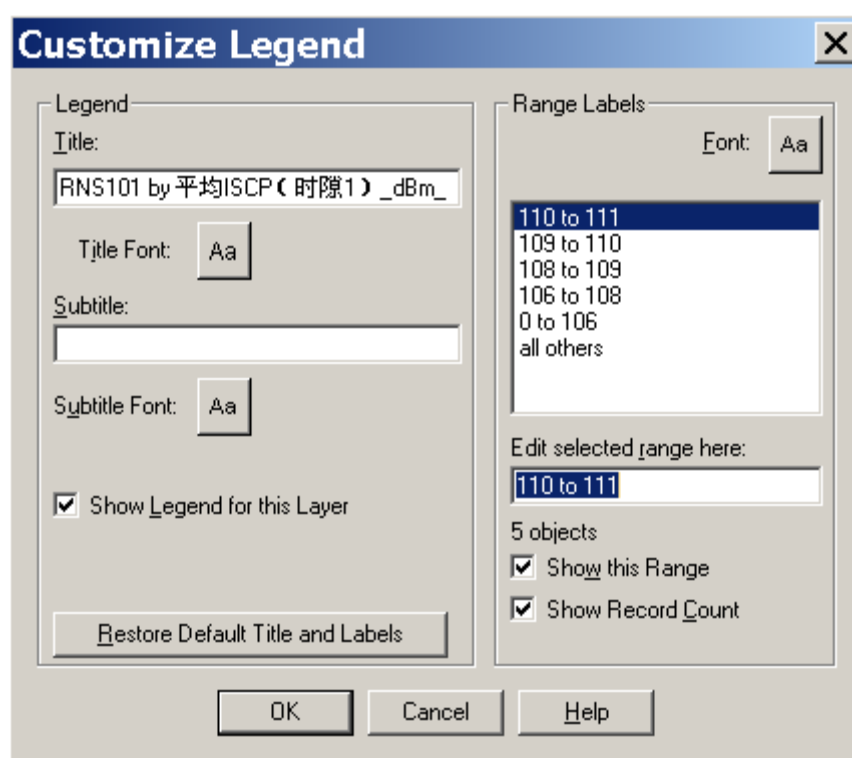 Customize Legend
Legend
Title:
RNS101 by 平均ISCP(时隙1)_dBm_
Title Font: Aa
Subtitle:
Subtitle Font: Aa
Show Legend for this Layer
Restore Default Title and Labels
Range Labels
Font: Aa
110 to 111
109 to 110
108 to 109
106 to 108
0 to 106
all others
Edit selected range here:
110 to 111
5 objects
Show this Range
Show Record Count
OK
Cancel
Help